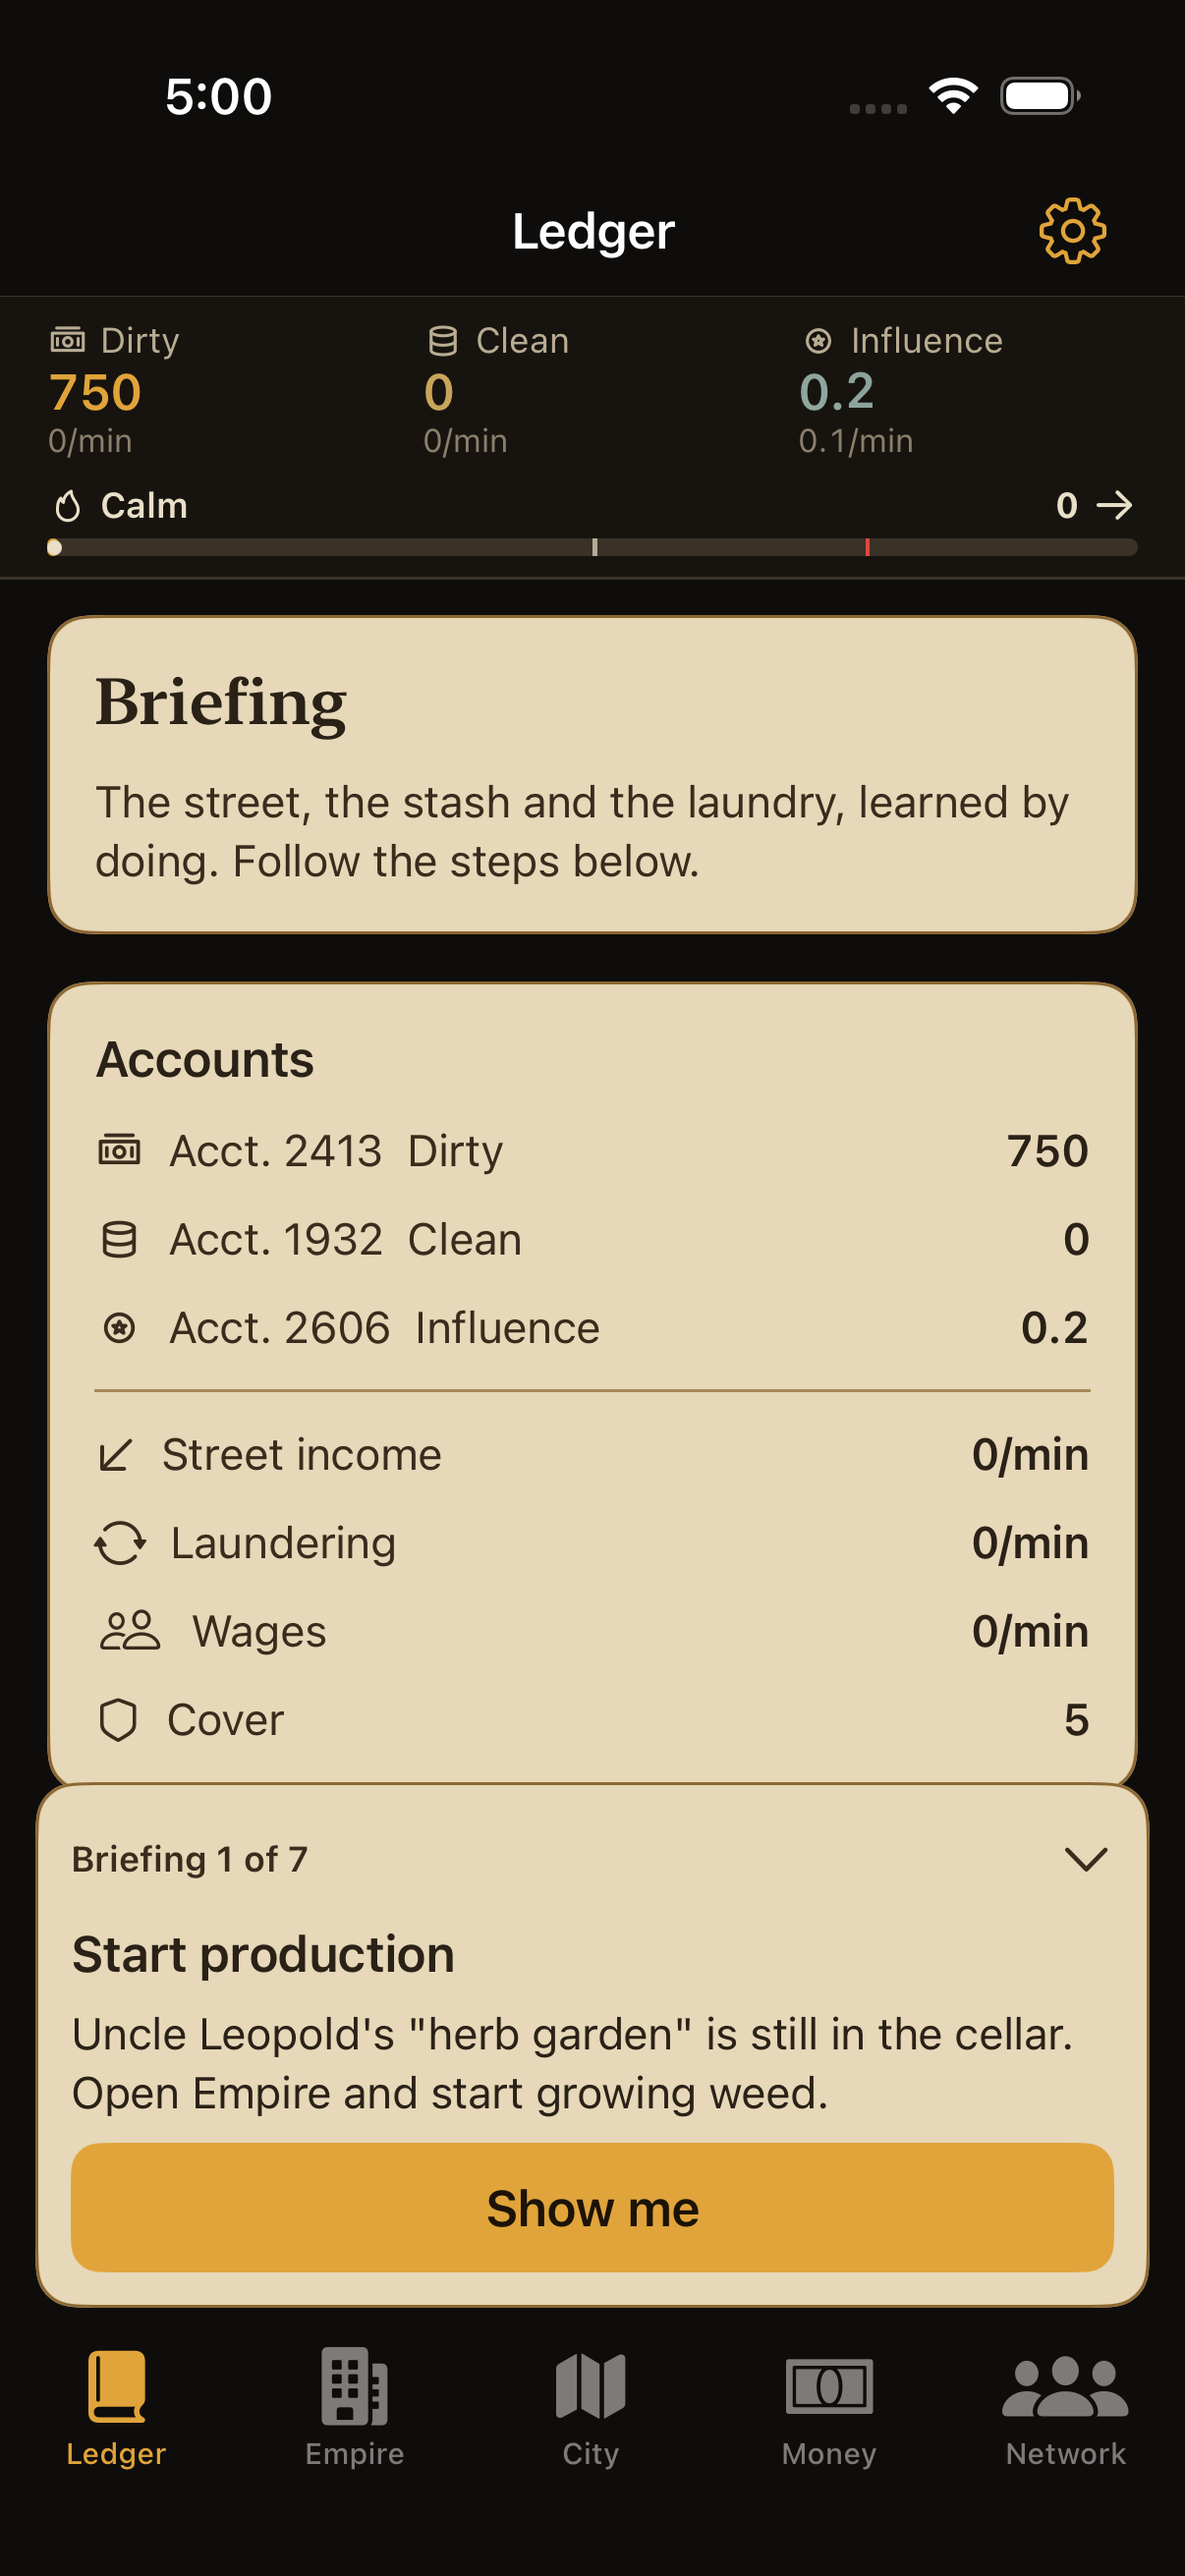 5:00
Ledger
Dirty
750
0/min
Clean
0
0/min
Influence
0.2
0.1/min
Calm
0
Briefing
The street, the stash and the laundry, learned by
doing. Follow the steps below.
Accounts
Acct. 2413 Dirty 750
Acct. 1932 Clean 0
Acct. 2606 Influence 0.2
Street income 0/min
Laundering 0/min
Wages 0/min
Cover 5
Briefing 1 of 7
Start production
Uncle Leopold's "herb garden" is still in the cellar.
Open Empire and start growing weed.
Show me
Ledger
Empire
City
Money
Network